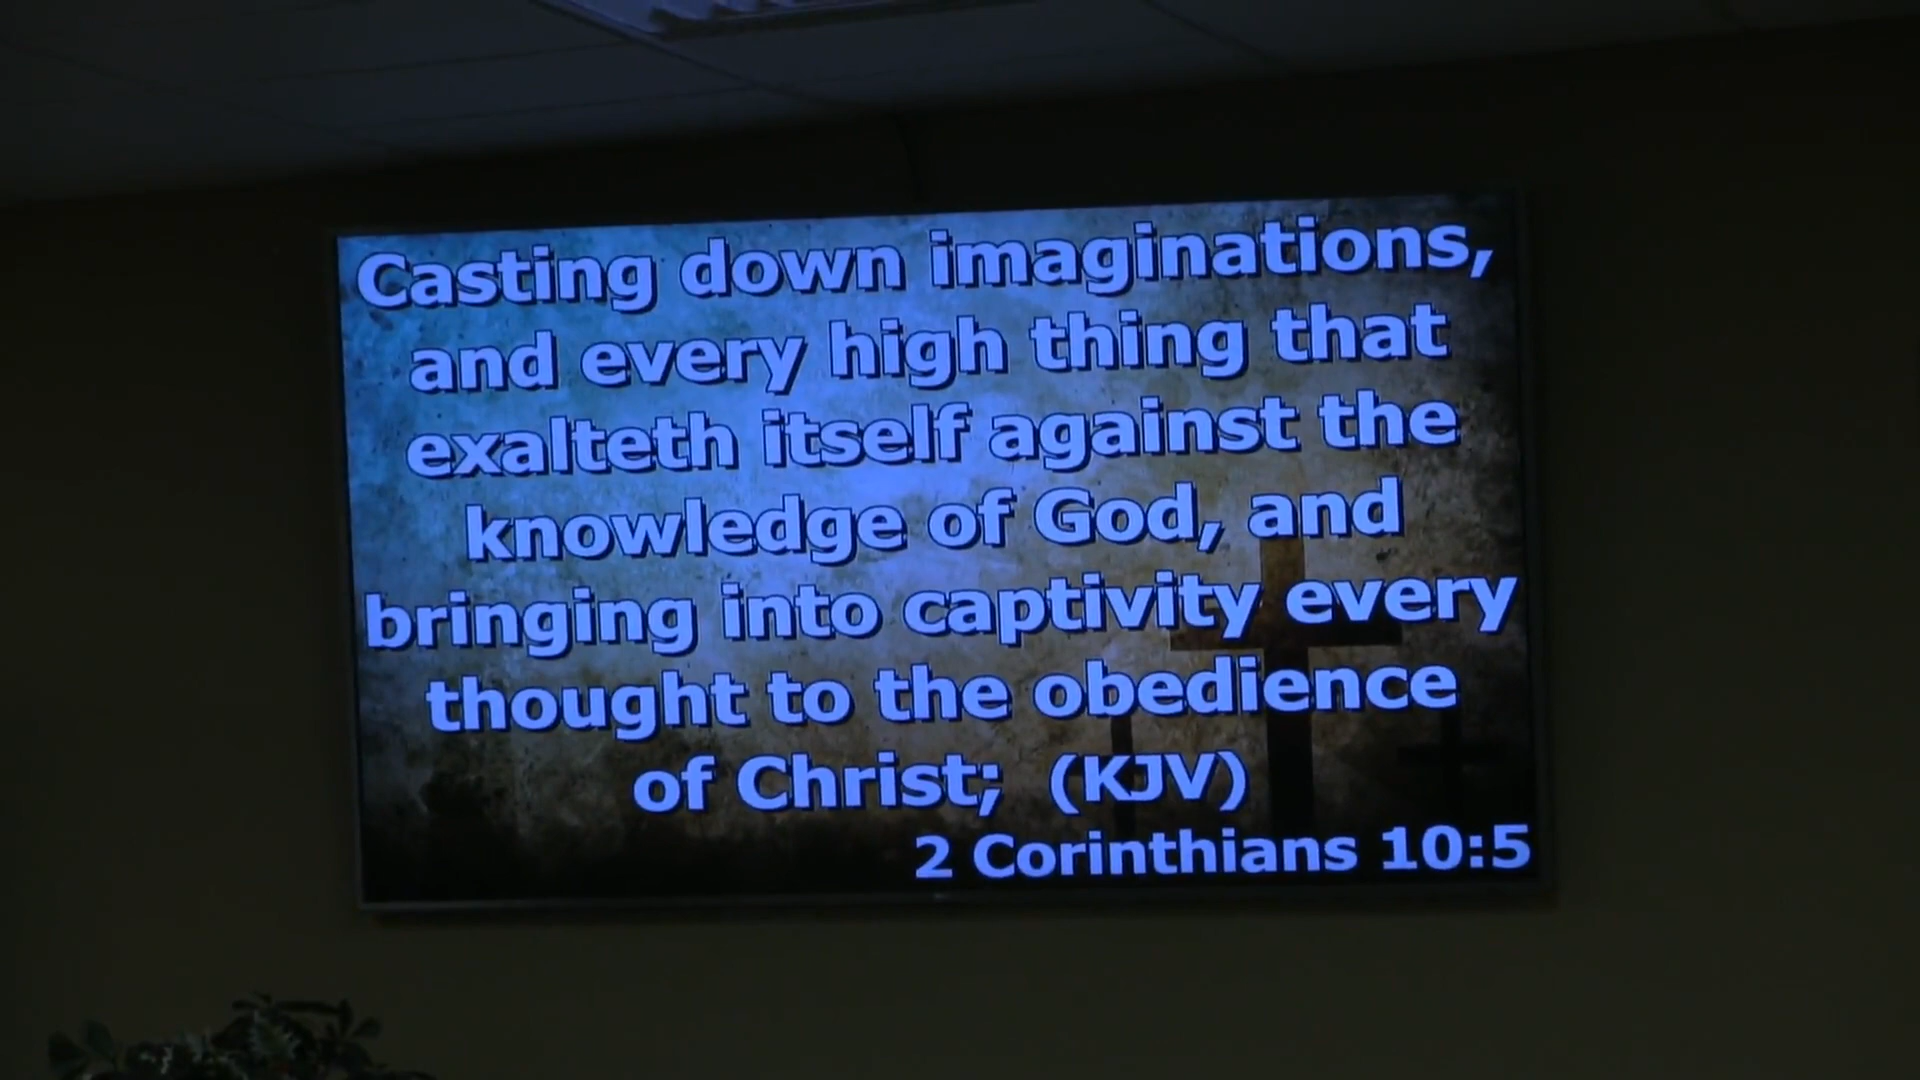 Casting down imaginations,
and every high thing that
exalteth itself against the
knowledge of God, and
bringing into captivity every
thought to the obedience
of Christ; (KJV)
2 Corinthians 10:5